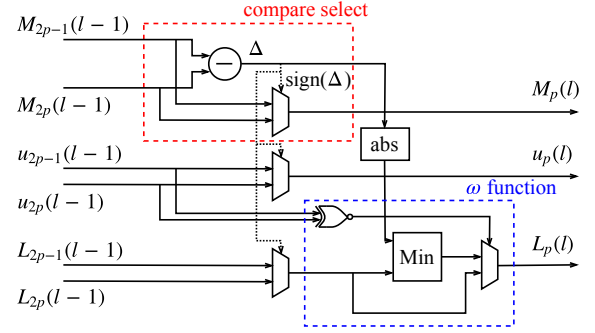 compare select
M_{2p−1}(l − 1)
Δ
sign(Δ)
M_{2p}(l − 1)
M_p(l)
abs
u_{2p−1}(l − 1)
u_p(l)
u_{2p}(l − 1)
ω function
L_{2p−1}(l − 1)
L_p(l)
Min
L_{2p}(l − 1)